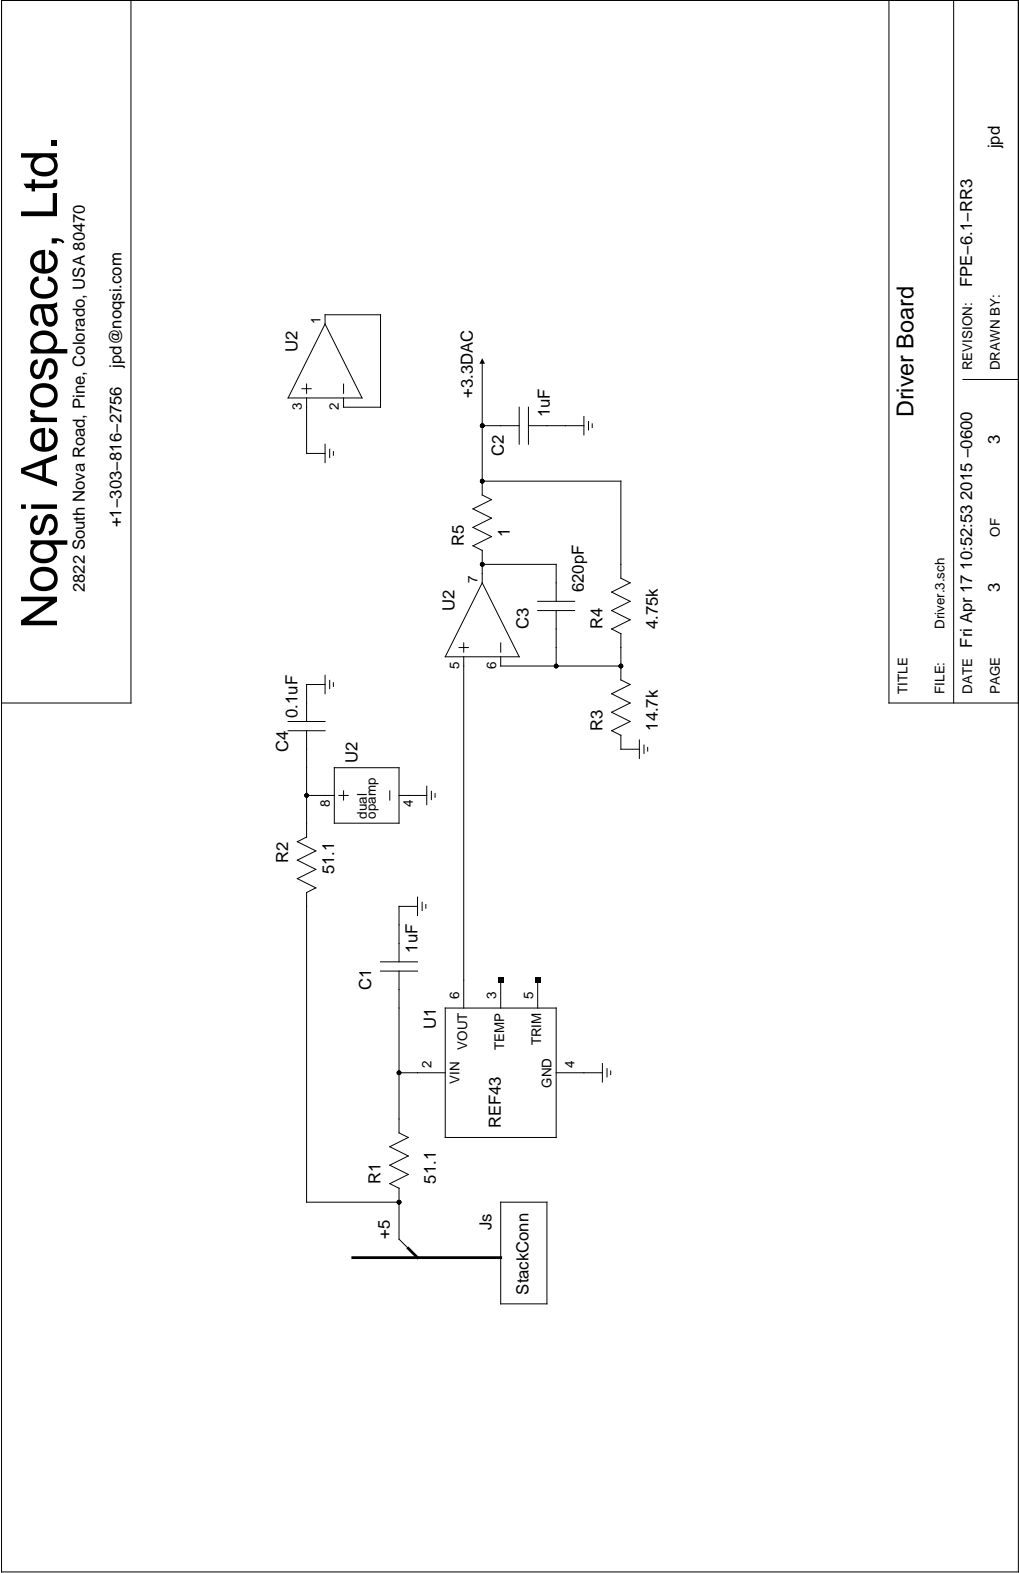 Noqsi Aerospace, Ltd.
2822 South Nova Road, Pine, Colorado, USA 80470
+1−303−816−2756 jpd@noqsi.com
U2
3
+
2
−
1
R2
51.1
C4
0.1uF
U2
8
+
dual
opamp
−
4
+5
Js
StackConn
R1
51.1
C1
1uF
U1
REF43
2
VIN
VOUT
6
TEMP
3
TRIM
5
GND
4
U2
5
+
6
−
7
C3
620pF
R3
14.7k
R4
4.75k
R5
1
C2
1uF
+3.3DAC
TITLE
Driver Board
FILE: Driver.3.sch
REVISION: FPE−6.1−RR3
DATE Fri Apr 17 10:52:53 2015 −0600
PAGE 3 OF 3
DRAWN BY: jpd